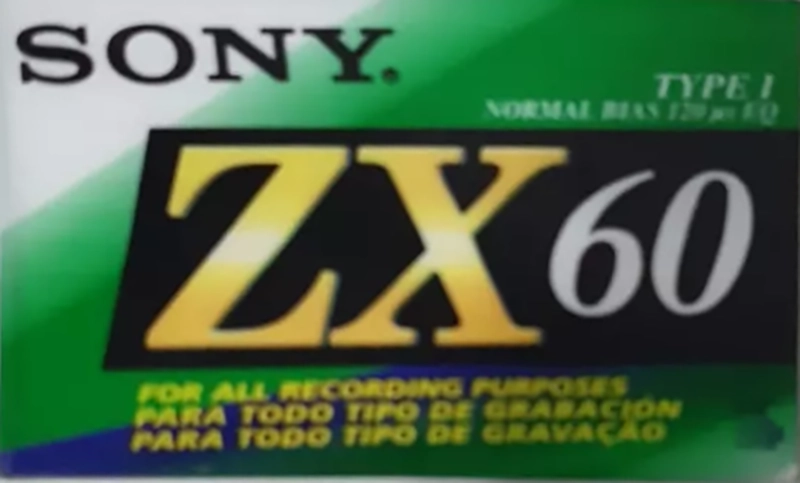 SONY.
TYPE I
NORMAL BIAS 120 µs EQ
ZX 60
FOR ALL RECORDING PURPOSES
PARA TODO TIPO DE GRABACIÓN
PARA TODO TIPO DE GRAVAÇÃO